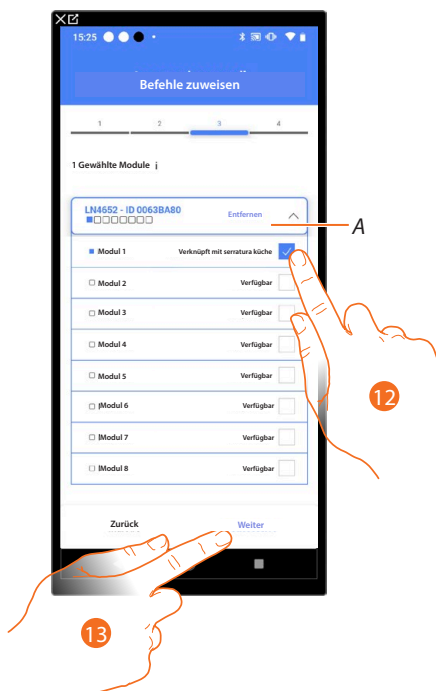 15:25
Befehle zuweisen
1 2 3 4
1 Gewählte Module i
LN4652 - ID 0063BA80 Entfernen
A
Modul 1 Verknüpft mit serratura küche
Modul 2 Verfügbar
Modul 3 Verfügbar
Modul 4 Verfügbar
Modul 5 Verfügbar
Modul 6 Verfügbar
Modul 7 Verfügbar
Modul 8 Verfügbar
12
Zurück Weiter
13